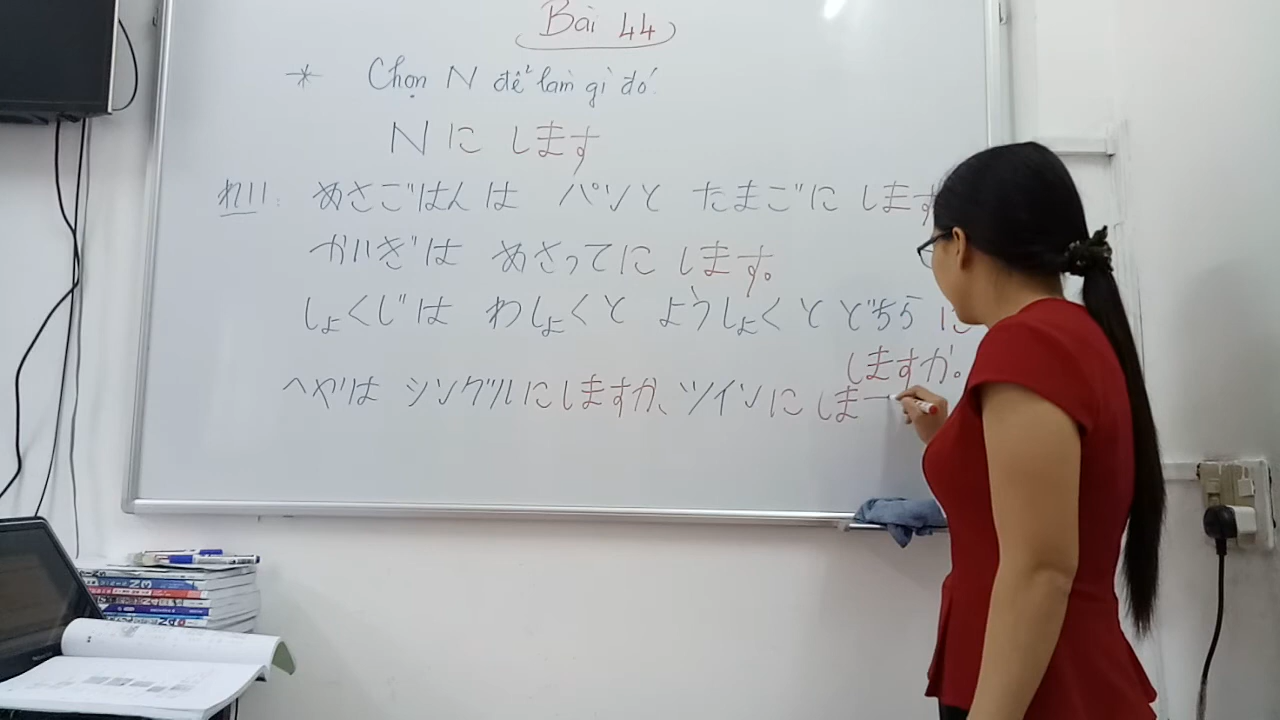 Bài 44
* Chọn N để làm gì đó.
Nに します
れい: あさごはんは パンと たまごに します
かいぎは あさってに します。
しょくじは わしょくと ようしょくと どちらに
しますか。
へやは シングルにしますか、ツインに しま
N3